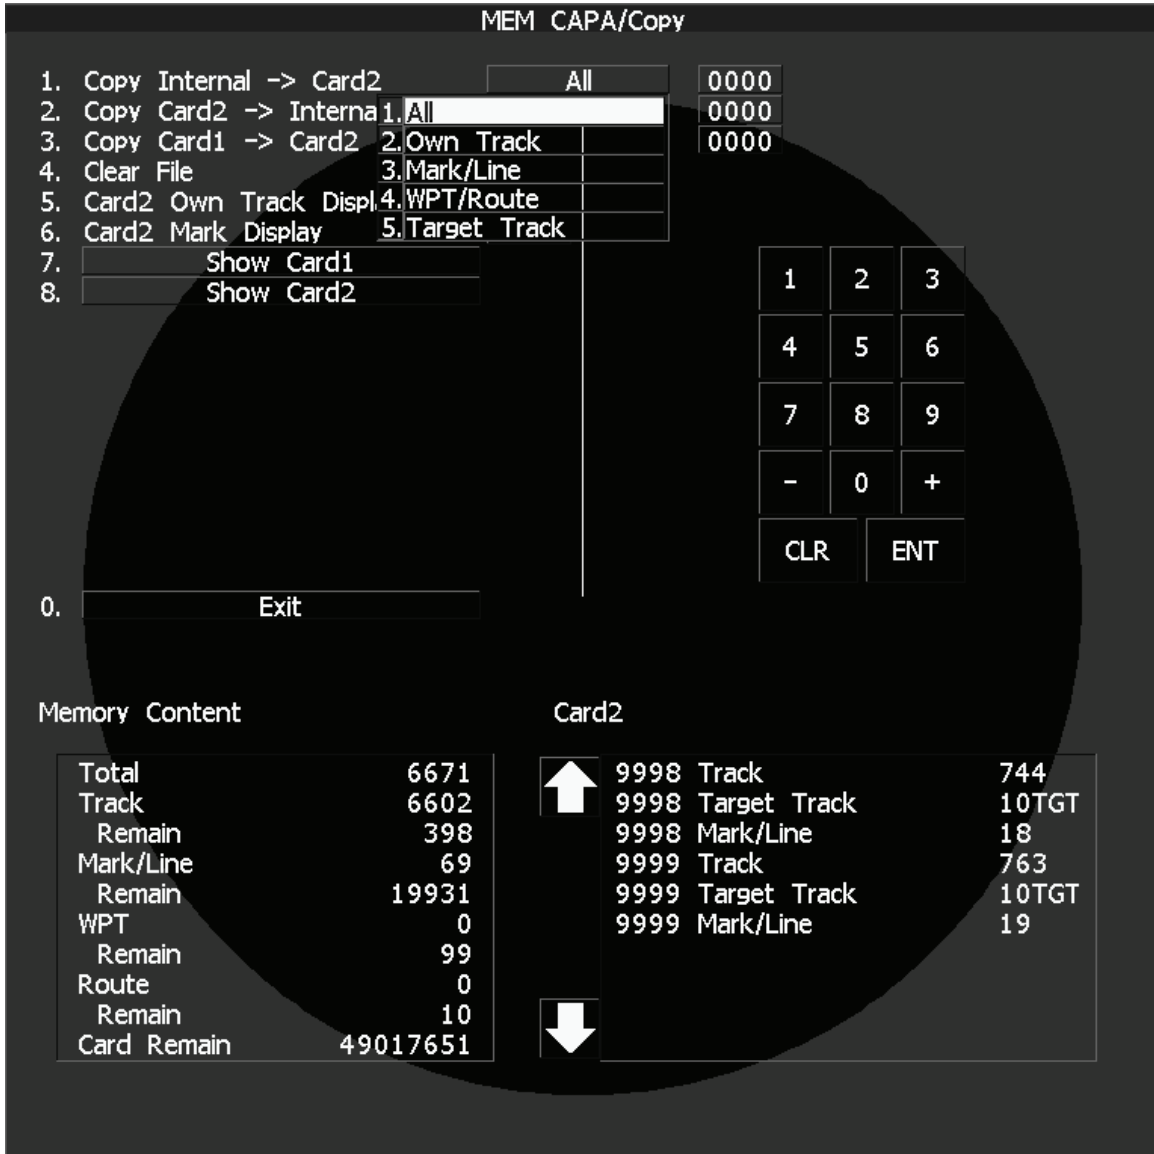 MEM CAPA/Copy
1. Copy Internal -> Card2 All 0000
2. Copy Card2 -> Interna 1. All 0000
3. Copy Card1 -> Card2 2. Own Track 0000
4. Clear File 3. Mark/Line
5. Card2 Own Track Displ 4. WPT/Route
6. Card2 Mark Display 5. Target Track
7. Show Card1
8. Show Card2
1 2 3
4 5 6
7 8 9
- 0 +
CLR ENT
0. Exit
Memory Content Card2
Total 6671 9998 Track 744
Track 6602 9998 Target Track 10TGT
Remain 398 9998 Mark/Line 18
Mark/Line 69 9999 Track 763
Remain 19931 9999 Target Track 10TGT
WPT 0 9999 Mark/Line 19
Remain 99
Route 0
Remain 10
Card Remain 49017651